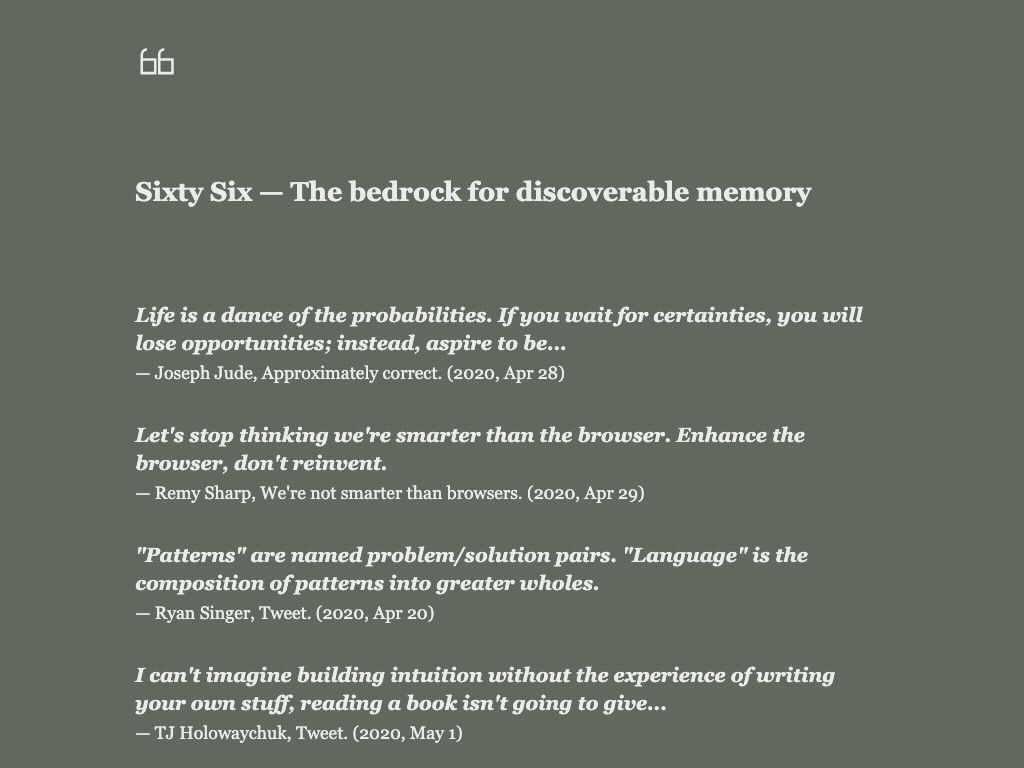 66
Sixty Six — The bedrock for discoverable memory
Life is a dance of the probabilities. If you wait for certainties, you will
lose opportunities; instead, aspire to be...
— Joseph Jude, Approximately correct. (2020, Apr 28)
Let's stop thinking we're smarter than the browser. Enhance the
browser, don't reinvent.
— Remy Sharp, We're not smarter than browsers. (2020, Apr 29)
"Patterns" are named problem/solution pairs. "Language" is the
composition of patterns into greater wholes.
— Ryan Singer, Tweet. (2020, Apr 20)
I can't imagine building intuition without the experience of writing
your own stuff, reading a book isn't going to give...
— TJ Holowaychuk, Tweet. (2020, May 1)